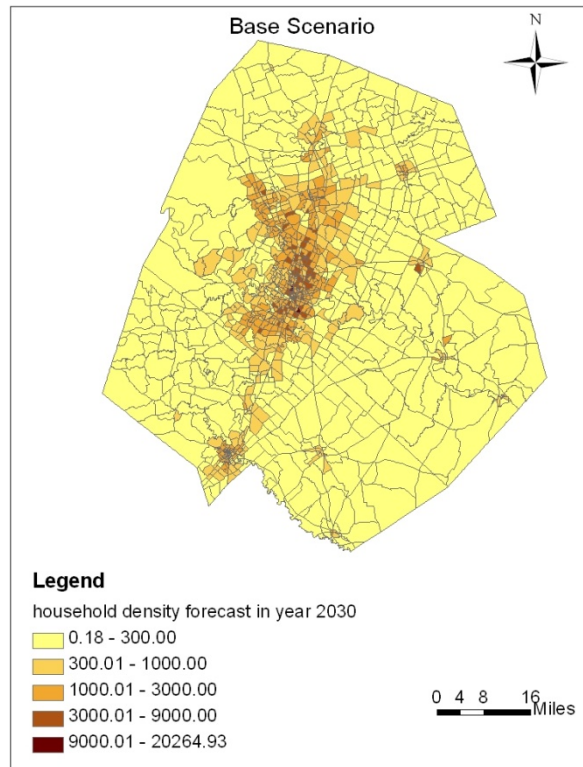 Base Scenario
N
Legend
household density forecast in year 2030
0.18 - 300.00
300.01 - 1000.00
1000.01 - 3000.00
3000.01 - 9000.00
9000.01 - 20264.93
0 4 8 16
Miles